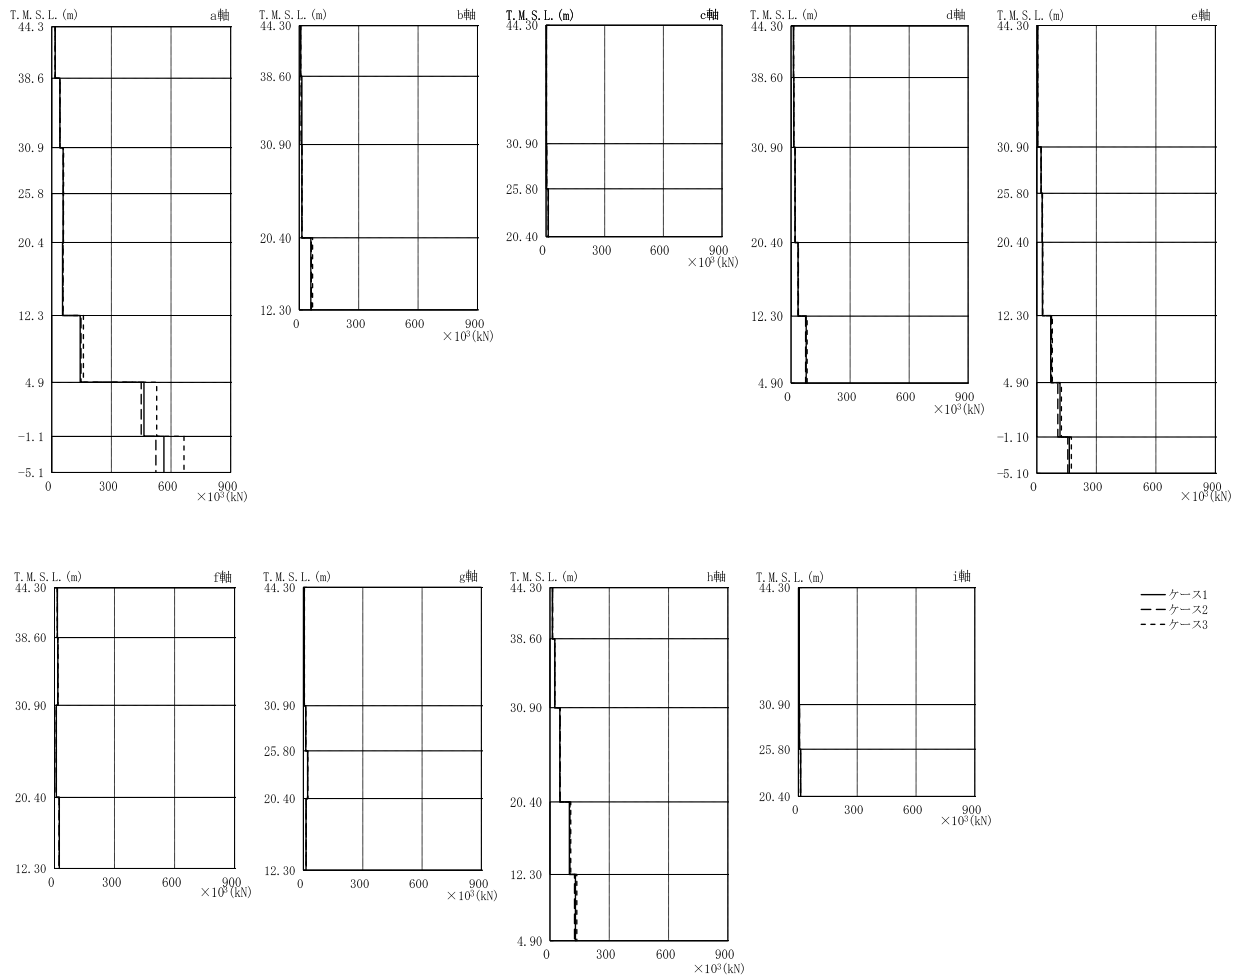 T.M.S.L.(m) a軸
44.3
38.6
30.9
25.8
20.4
12.3
4.9
-1.1
-5.1
0 300 600 900
×10³(kN)
T.M.S.L.(m) b軸
44.30
38.60
30.90
20.40
12.30
0 300 600 900
×10³(kN)
T.M.S.L.(m) c軸
44.30
30.90
25.80
20.40
0 300 600 900
×10³(kN)
T.M.S.L.(m) d軸
44.30
38.60
30.90
20.40
12.30
4.90
0 300 600 900
×10³(kN)
T.M.S.L.(m) e軸
44.30
30.90
25.80
20.40
12.30
4.90
-1.10
-5.10
0 300 600 900
×10³(kN)
T.M.S.L.(m) f軸
44.30
38.60
30.90
20.40
12.30
0 300 600 900
×10³(kN)
T.M.S.L.(m) g軸
44.30
30.90
25.80
20.40
12.30
0 300 600 900
×10³(kN)
T.M.S.L.(m) h軸
44.30
38.60
30.90
20.40
12.30
4.90
0 300 600 900
×10³(kN)
T.M.S.L.(m) i軸
44.30
30.90
25.80
20.40
0 300 600 900
×10³(kN)
ケース1
ケース2
ケース3